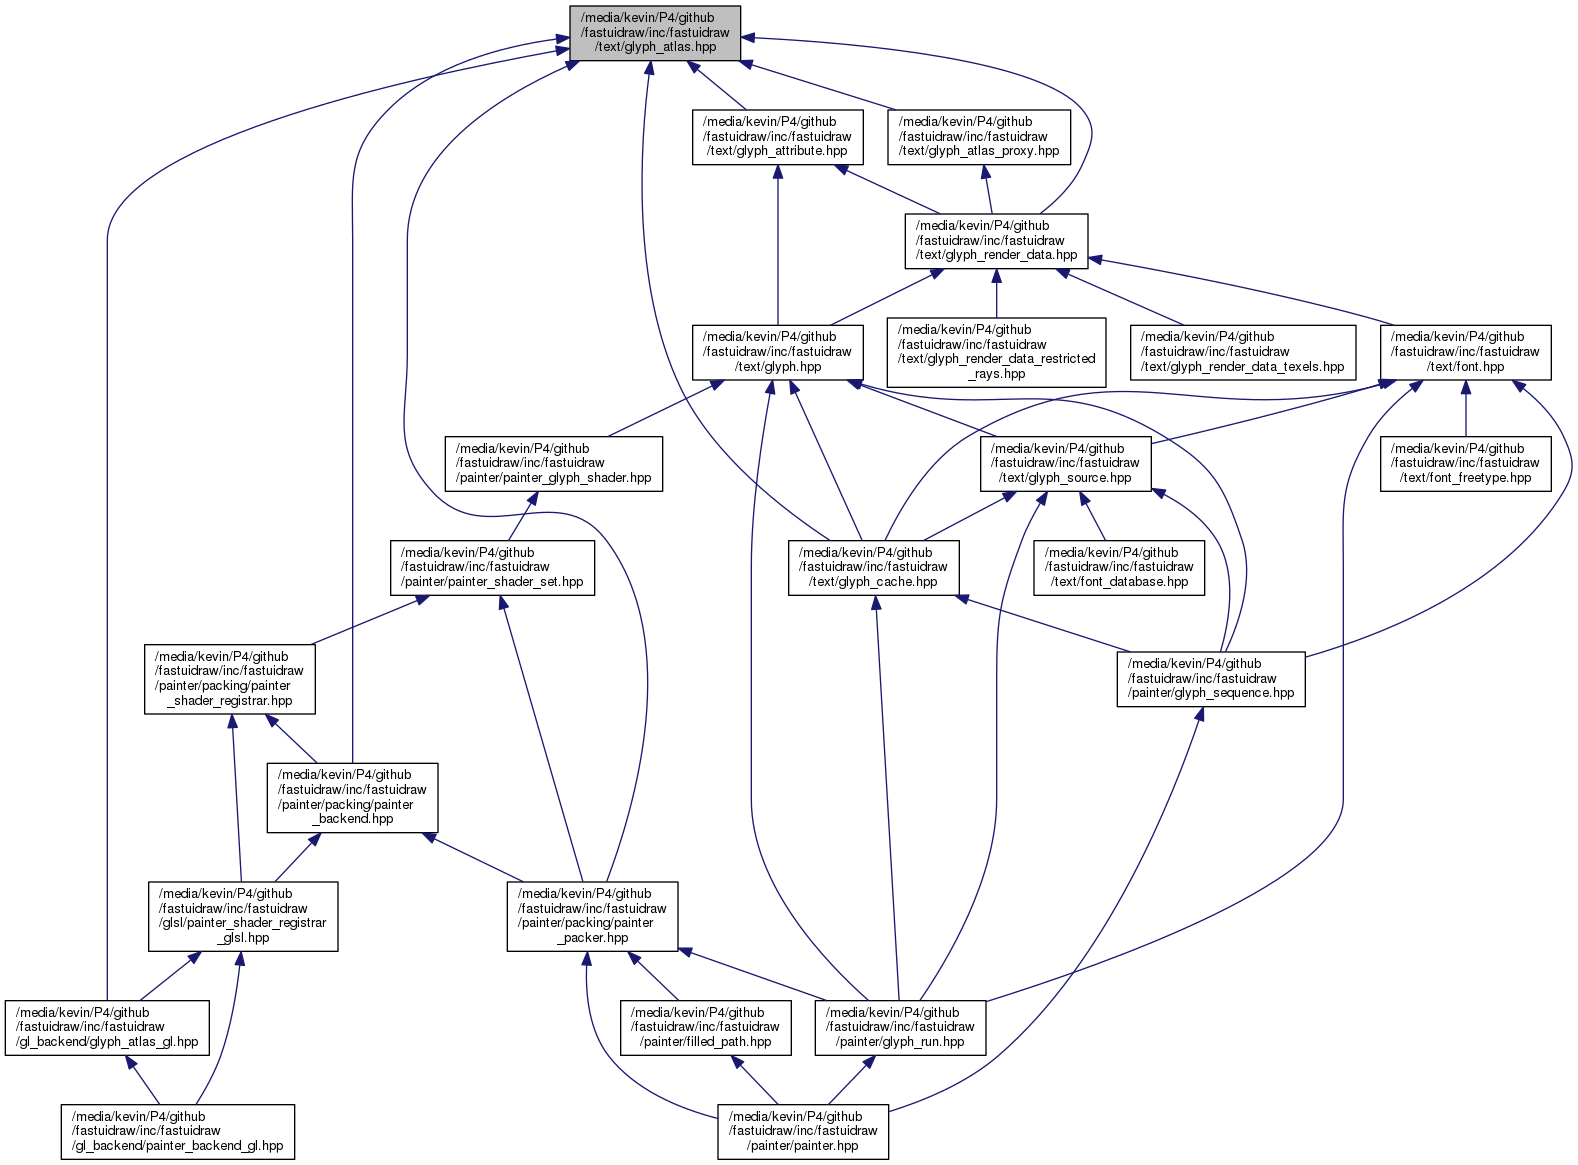 /media/kevin/P4/github
/fastuidraw/inc/fastuidraw
/text/glyph_atlas.hpp
/media/kevin/P4/github
/fastuidraw/inc/fastuidraw
/text/glyph_attribute.hpp
/media/kevin/P4/github
/fastuidraw/inc/fastuidraw
/text/glyph_atlas_proxy.hpp
/media/kevin/P4/github
/fastuidraw/inc/fastuidraw
/text/glyph_render_data.hpp
/media/kevin/P4/github
/fastuidraw/inc/fastuidraw
/text/glyph.hpp
/media/kevin/P4/github
/fastuidraw/inc/fastuidraw
/text/glyph_render_data_restricted
_rays.hpp
/media/kevin/P4/github
/fastuidraw/inc/fastuidraw
/text/glyph_render_data_texels.hpp
/media/kevin/P4/github
/fastuidraw/inc/fastuidraw
/text/font.hpp
/media/kevin/P4/github
/fastuidraw/inc/fastuidraw
/painter/painter_glyph_shader.hpp
/media/kevin/P4/github
/fastuidraw/inc/fastuidraw
/text/glyph_source.hpp
/media/kevin/P4/github
/fastuidraw/inc/fastuidraw
/text/font_freetype.hpp
/media/kevin/P4/github
/fastuidraw/inc/fastuidraw
/painter/painter_shader_set.hpp
/media/kevin/P4/github
/fastuidraw/inc/fastuidraw
/text/glyph_cache.hpp
/media/kevin/P4/github
/fastuidraw/inc/fastuidraw
/text/font_database.hpp
/media/kevin/P4/github
/fastuidraw/inc/fastuidraw
/painter/packing/painter
_shader_registrar.hpp
/media/kevin/P4/github
/fastuidraw/inc/fastuidraw
/painter/glyph_sequence.hpp
/media/kevin/P4/github
/fastuidraw/inc/fastuidraw
/painter/packing/painter
_backend.hpp
/media/kevin/P4/github
/fastuidraw/inc/fastuidraw
/glsl/painter_shader_registrar
_glsl.hpp
/media/kevin/P4/github
/fastuidraw/inc/fastuidraw
/painter/packing/painter
_packer.hpp
/media/kevin/P4/github
/fastuidraw/inc/fastuidraw
/gl_backend/glyph_atlas_gl.hpp
/media/kevin/P4/github
/fastuidraw/inc/fastuidraw
/painter/filled_path.hpp
/media/kevin/P4/github
/fastuidraw/inc/fastuidraw
/painter/glyph_run.hpp
/media/kevin/P4/github
/fastuidraw/inc/fastuidraw
/gl_backend/painter_backend_gl.hpp
/media/kevin/P4/github
/fastuidraw/inc/fastuidraw
/painter/painter.hpp